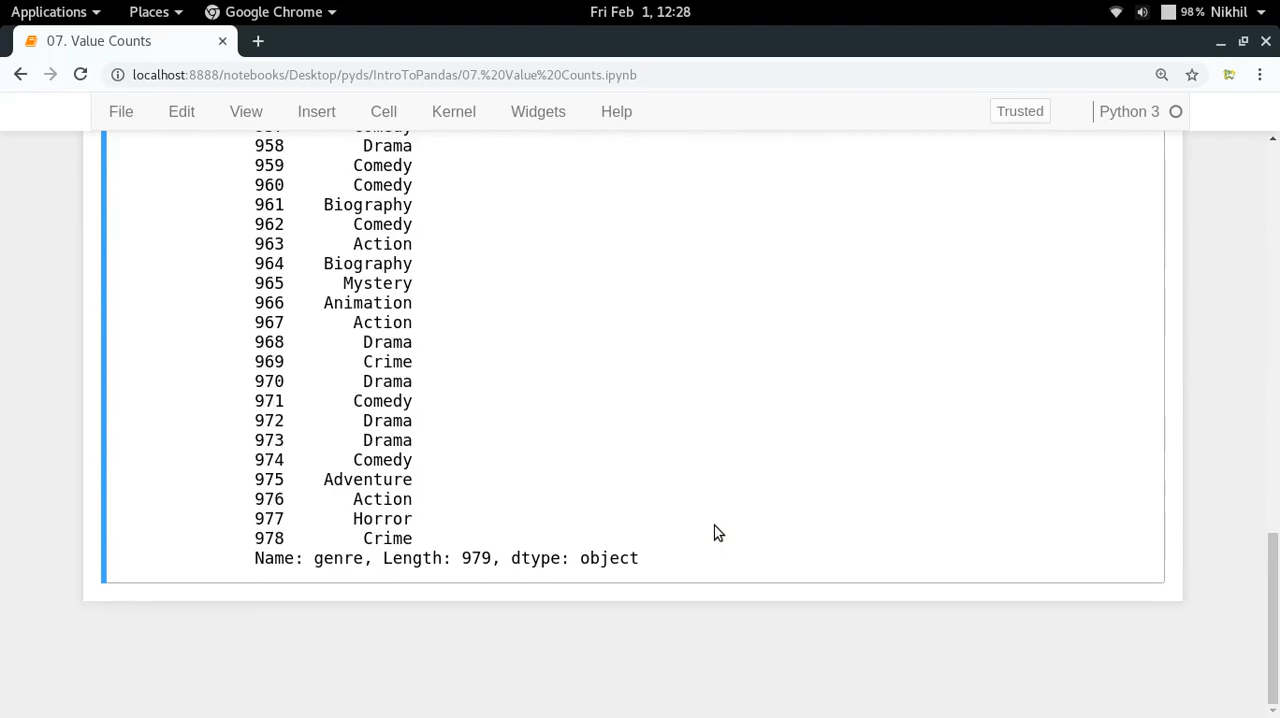 Applications Places Google Chrome Fri Feb 1, 12:28 98% Nikhil
07. Value Counts
localhost:8888/notebooks/Desktop/pyds/IntroToPandas/07.%20Value%20Counts.ipynb
File Edit View Insert Cell Kernel Widgets Help Trusted Python 3
958 Drama
959 Comedy
960 Comedy
961 Biography
962 Comedy
963 Action
964 Biography
965 Mystery
966 Animation
967 Action
968 Drama
969 Crime
970 Drama
971 Comedy
972 Drama
973 Drama
974 Comedy
975 Adventure
976 Action
977 Horror
978 Crime
Name: genre, Length: 979, dtype: object